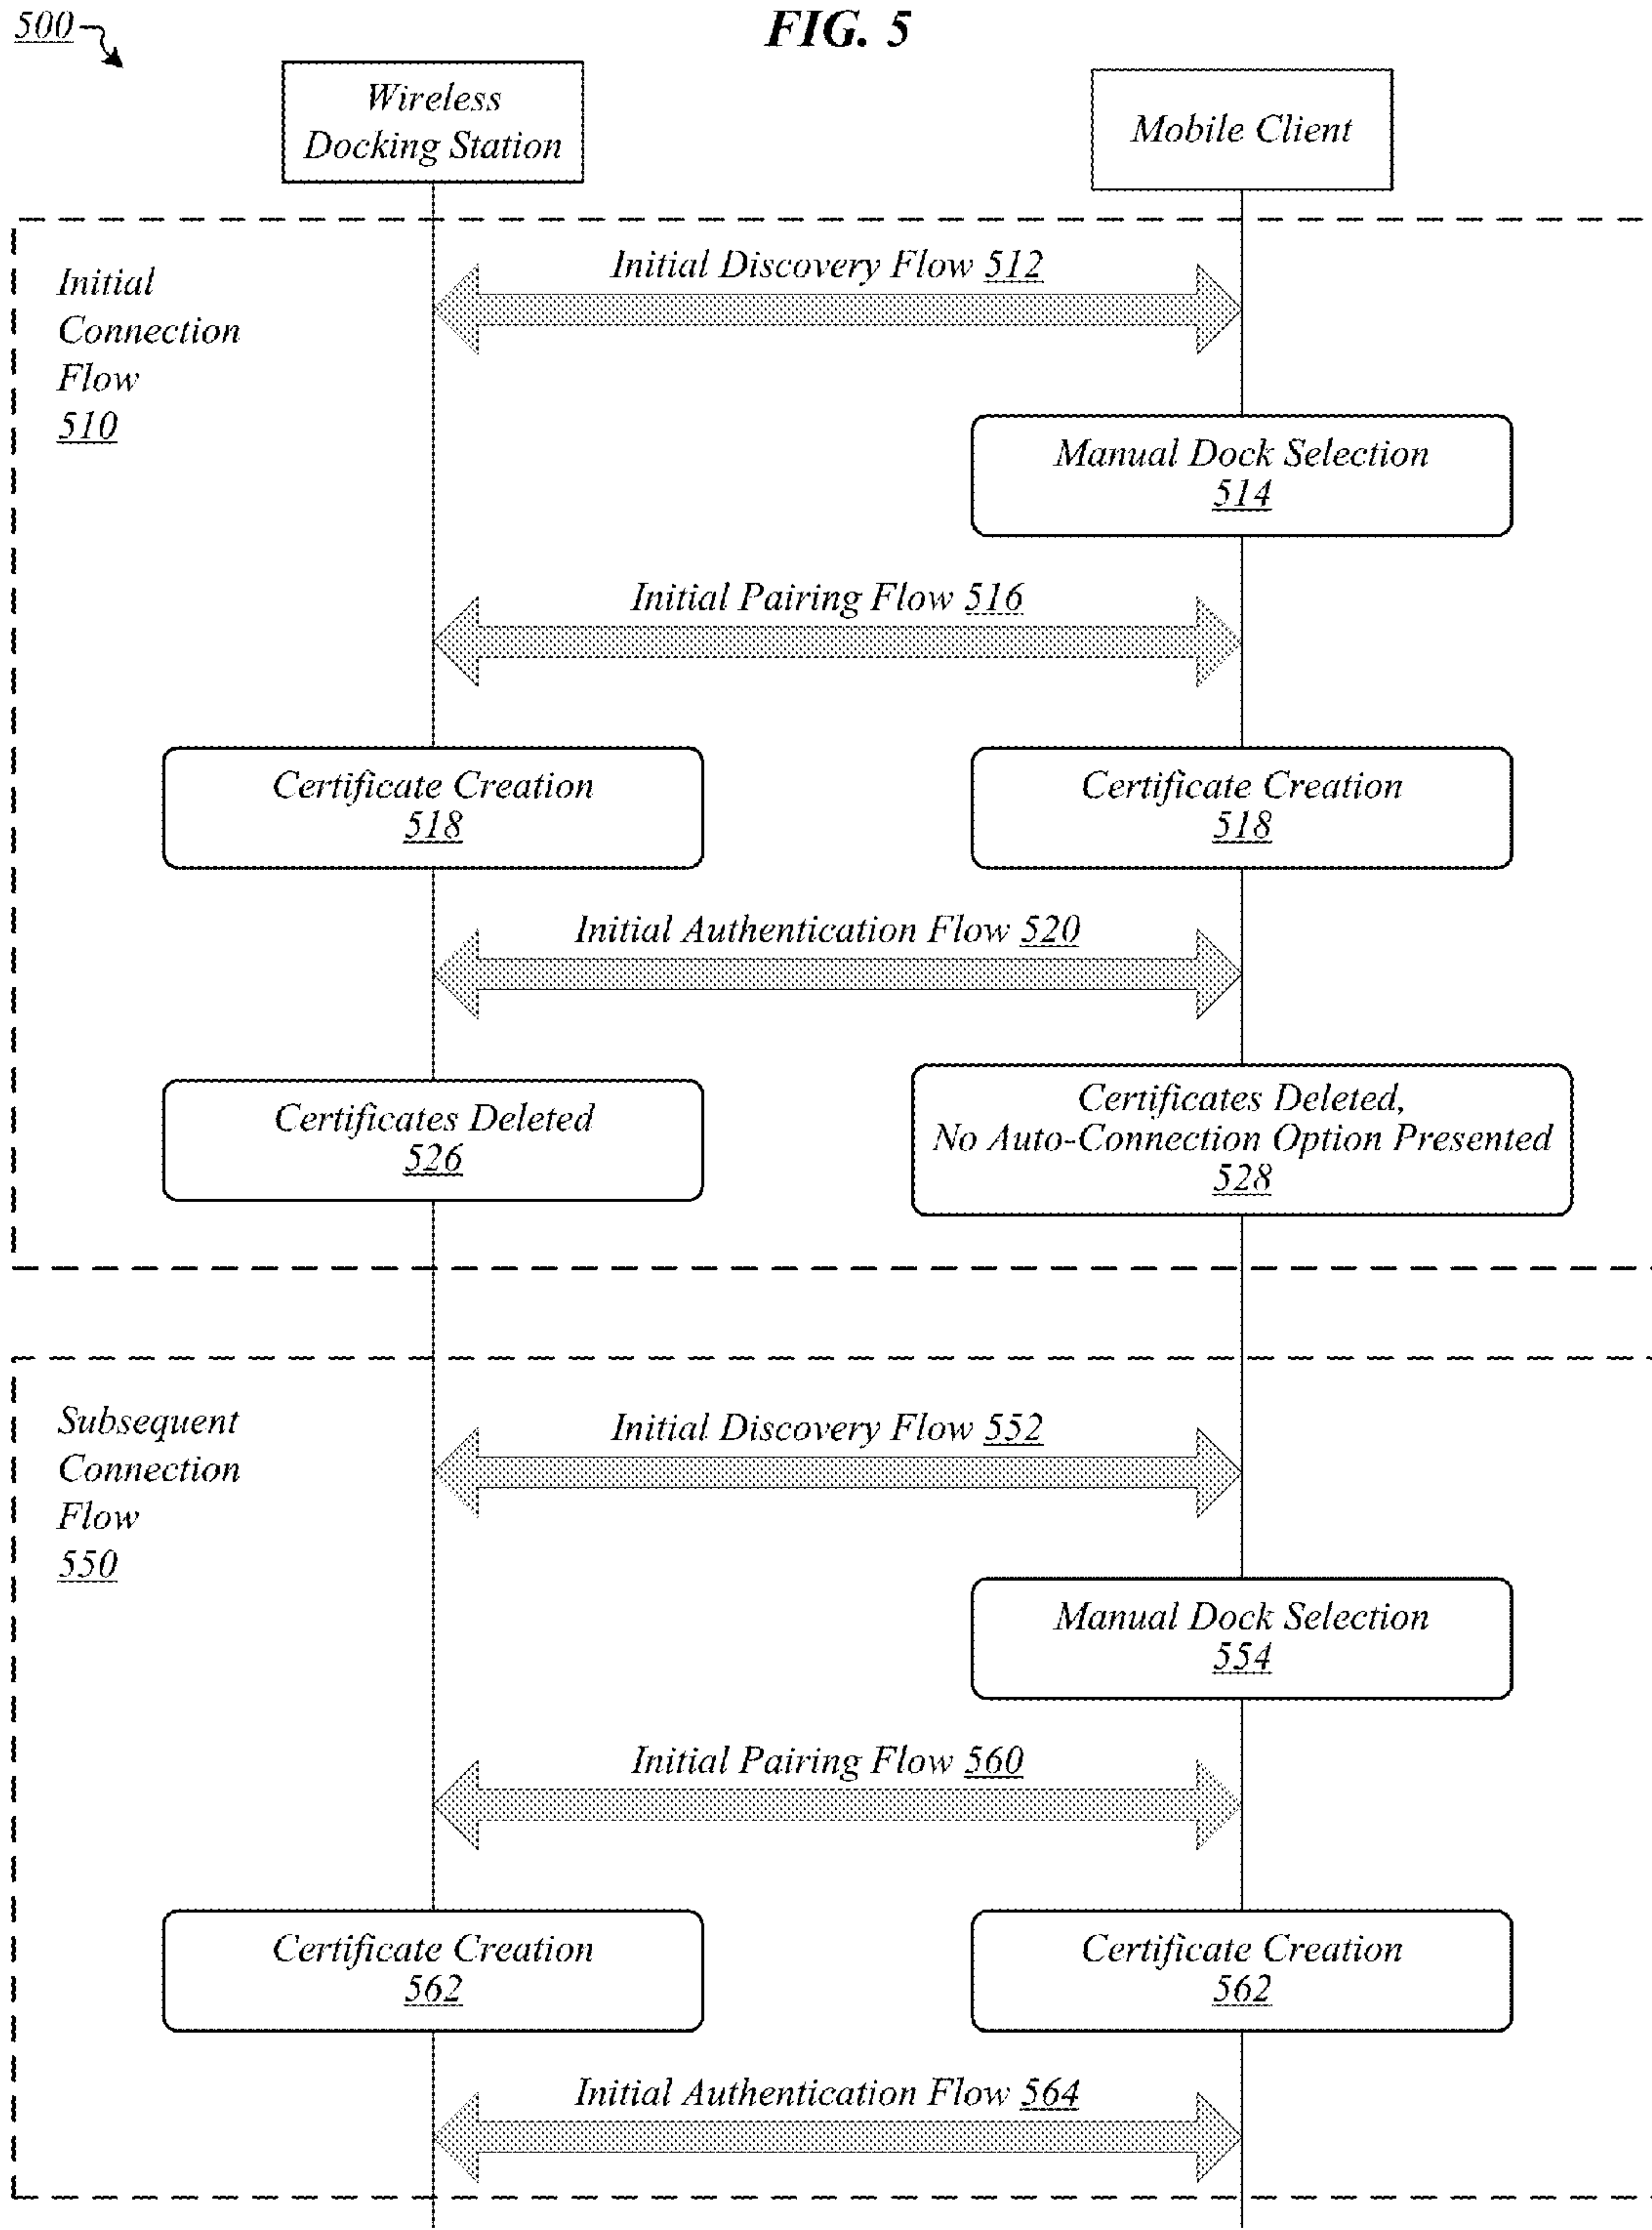 500
FIG. 5
Wireless
Docking Station
Mobile Client
Initial
Connection
Flow
510
Initial Discovery Flow 512
Manual Dock Selection
514
Initial Pairing Flow 516
Certificate Creation
518
Certificate Creation
518
Initial Authentication Flow 520
Certificates Deleted
526
Certificates Deleted,
No Auto-Connection Option Presented
528
Subsequent
Connection
Flow
550
Initial Discovery Flow 552
Manual Dock Selection
554
Initial Pairing Flow 560
Certificate Creation
562
Certificate Creation
562
Initial Authentication Flow 564